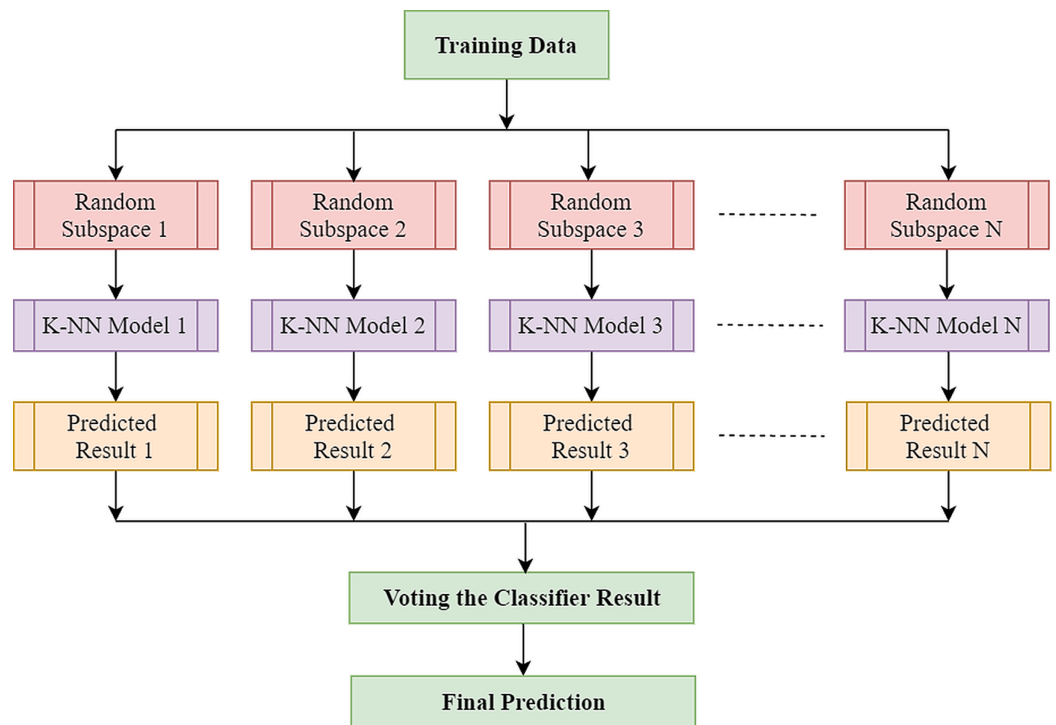 Training Data
Random
Subspace 1
Random
Subspace 2
Random
Subspace 3
Random
Subspace N
K-NN Model 1
K-NN Model 2
K-NN Model 3
K-NN Model N
Predicted
Result 1
Predicted
Result 2
Predicted
Result 3
Predicted
Result N
Voting the Classifier Result
Final Prediction